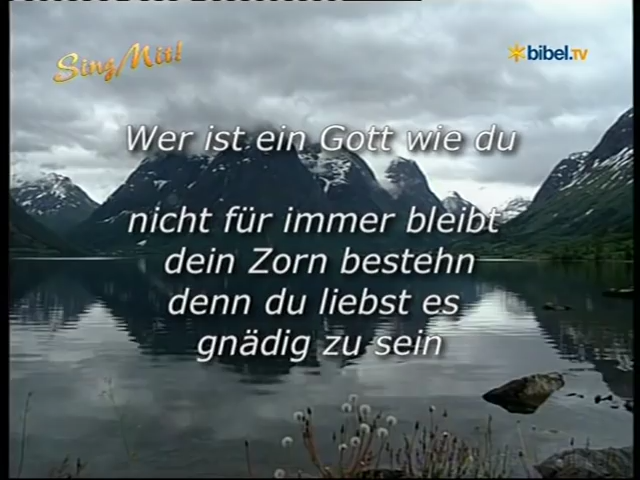 Sing Mit!
bibel.TV
Wer ist ein Gott wie du
nicht für immer bleibt
dein Zorn bestehn
denn du liebst es
gnädig zu sein